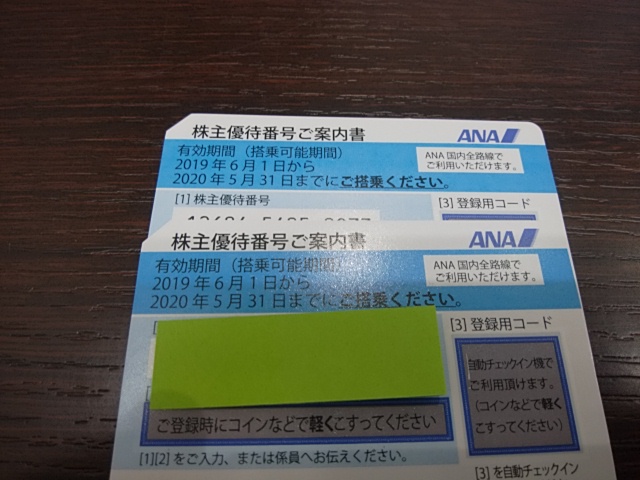 株主優待番号ご案内書
ANA
有効期間（搭乗可能期間）
2019年6月1日から
2020年5月31日までにご搭乗ください。
ANA国内全路線で
ご利用いただけます。
[1] 株主優待番号
[3] 登録用コード
株主優待番号ご案内書
ANA
有効期間（搭乗可能期間）
2019年6月1日から
2020年5月31日までにご搭乗ください。
ANA国内全路線で
ご利用いただけます。
[3] 登録用コード
自動チェックイン機で
ご利用頂けます。
(コインなどで軽く
こすってください)
ご登録時にコインなどで軽くこすってください
[1][2]をご入力、または係員へお伝えください。
[3]を自動チェックイン